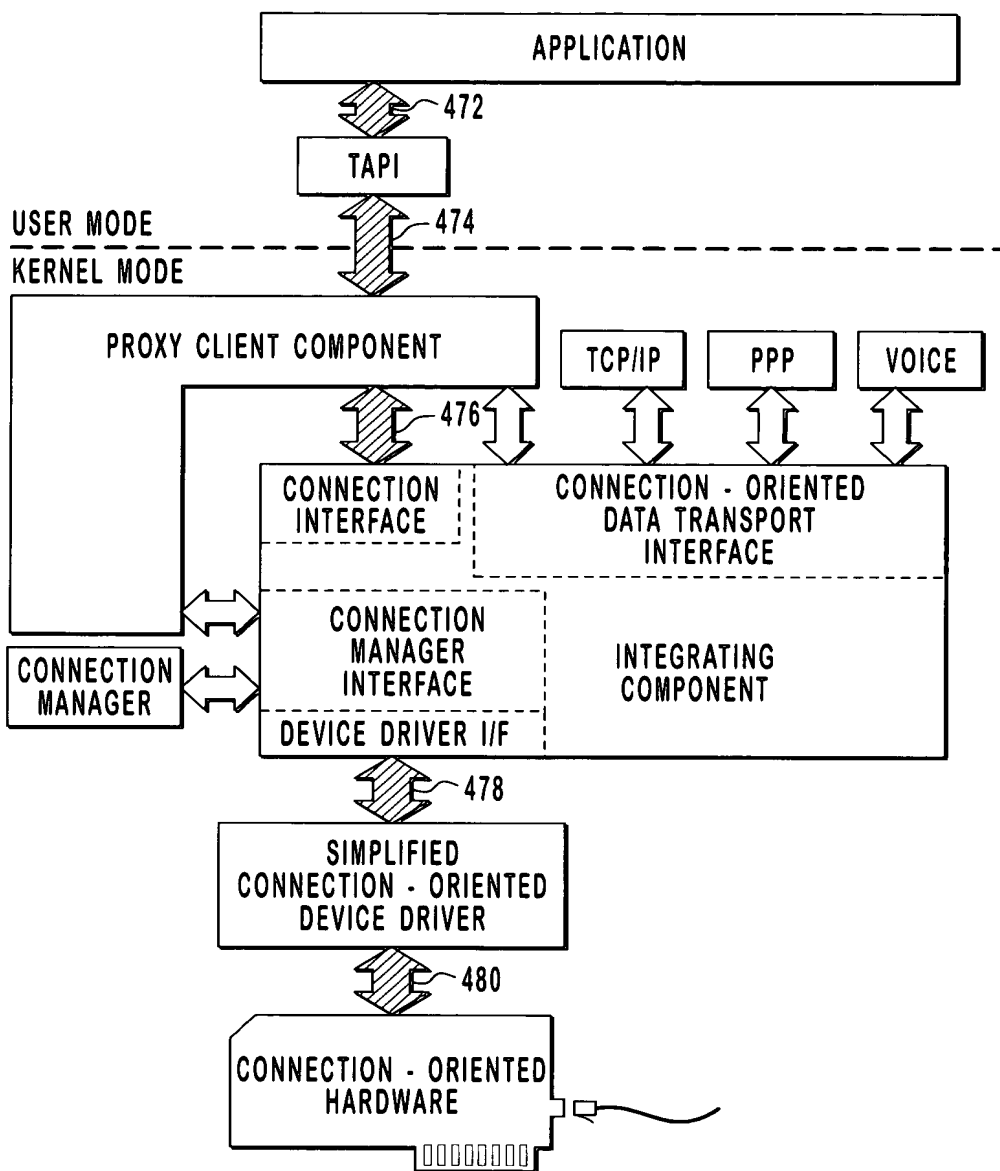 APPLICATION
472
TAPI
USER MODE
474
KERNEL MODE
PROXY CLIENT COMPONENT
TCP/IP
PPP
VOICE
476
CONNECTION
INTERFACE
CONNECTION - ORIENTED
DATA TRANSPORT
INTERFACE
CONNECTION
MANAGER
INTERFACE
INTEGRATING
COMPONENT
CONNECTION
MANAGER
DEVICE DRIVER I/F
478
SIMPLIFIED
CONNECTION - ORIENTED
DEVICE DRIVER
480
CONNECTION - ORIENTED
HARDWARE